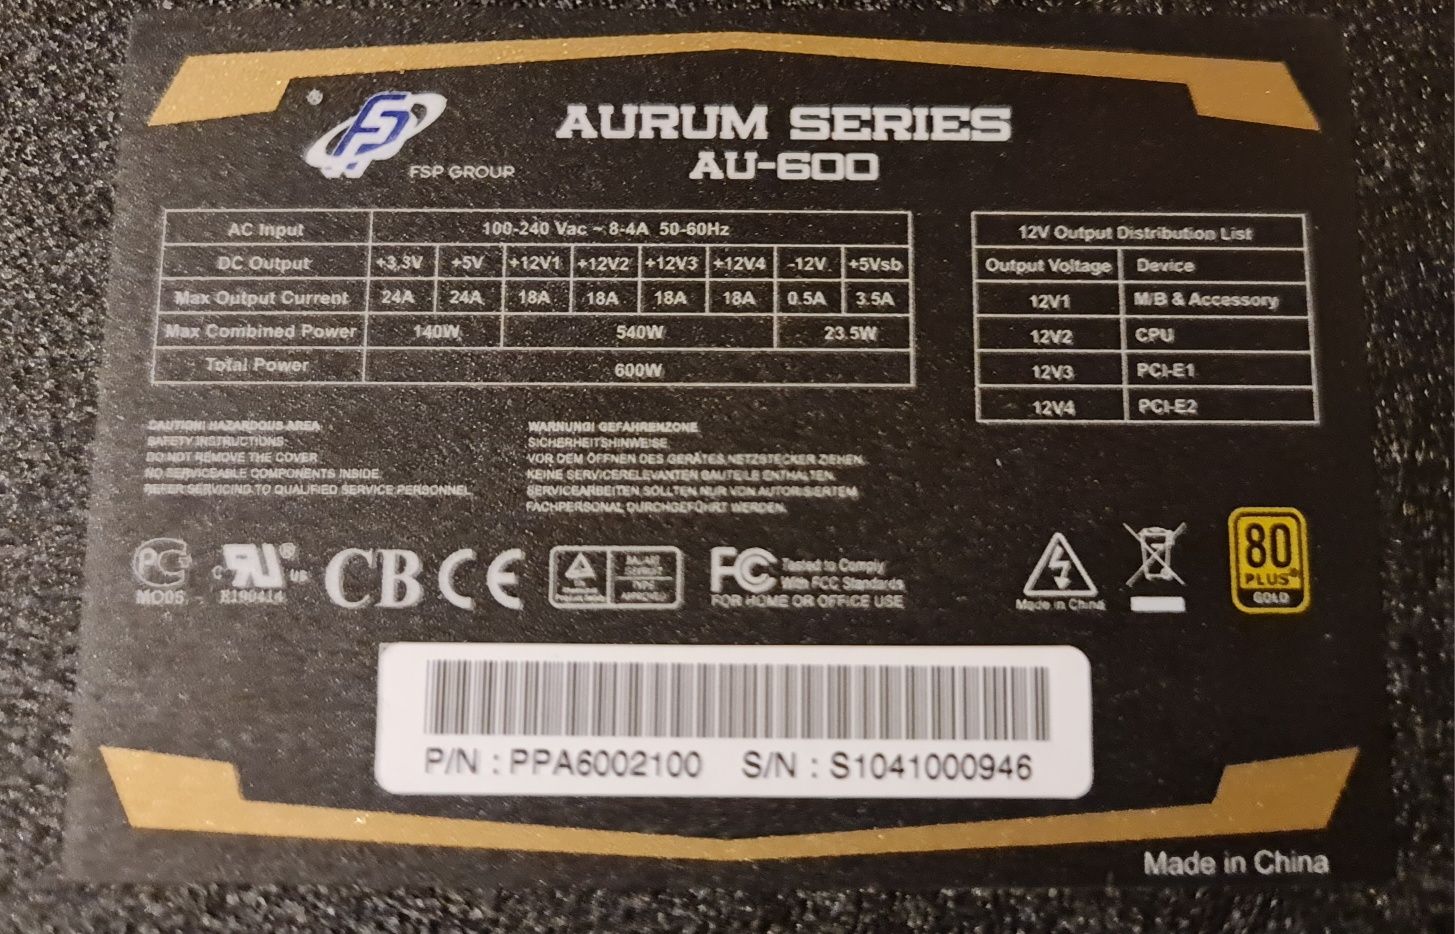 FSP GROUP
AURUM SERIES
AU-600
AC Input 100-240 Vac ~ 8-4A 50-60Hz
DC Output +3.3V +5V +12V1 +12V2 +12V3 +12V4 -12V +5Vsb
Max Output Current 24A 24A 18A 18A 18A 18A 0.5A 3.5A
Max Combined Power 140W 540W 23.5W
Total Power 600W
12V Output Distribution List
Output Voltage Device
12V1 M/B & Accessory
12V2 CPU
12V3 PCI-E1
12V4 PCI-E2
CAUTION! HAZARDOUS AREA
SAFETY INSTRUCTIONS
DO NOT REMOVE THE COVER
NO SERVICEABLE COMPONENTS INSIDE
REFER SERVICING TO QUALIFIED SERVICE PERSONNEL
WARNUNG! GEFAHRENZONE
SICHERHEITSHINWEISE
VOR DEM ÖFFNEN DES GERÄTES NETZSTECKER ZIEHEN
KEINE SERVICERELEVANTEN BAUTEILE ENTHALTEN.
SERVICEARBEITEN SOLLTEN NUR VON AUTORISIERTEM
FACHPERSONAL DURCHGEFÜHRT WERDEN.
PC
MO05
c RU® us
E190414
CB CE
FC Tested to Comply
With FCC Standards
FOR HOME OR OFFICE USE
Made in China
80
PLUS®
GOLD
P/N : PPA6002100 S/N : S1041000946
Made in China